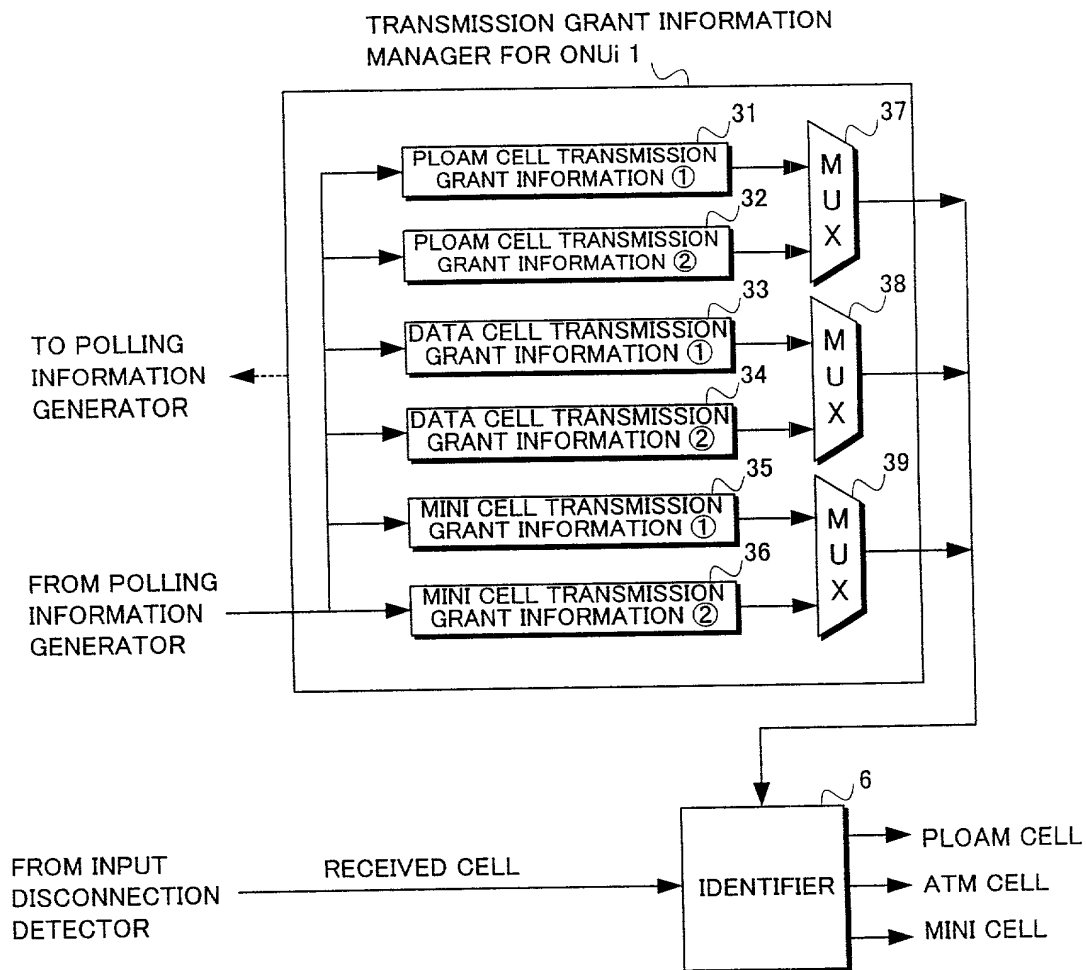 TRANSMISSION GRANT INFORMATION
MANAGER FOR ONUi 1
31
PLOAM CELL TRANSMISSION
GRANT INFORMATION ①
37
MUX
32
PLOAM CELL TRANSMISSION
GRANT INFORMATION ②
33
DATA CELL TRANSMISSION
GRANT INFORMATION ①
38
MUX
34
DATA CELL TRANSMISSION
GRANT INFORMATION ②
TO POLLING
INFORMATION
GENERATOR
35
MINI CELL TRANSMISSION
GRANT INFORMATION ①
39
MUX
36
MINI CELL TRANSMISSION
GRANT INFORMATION ②
FROM POLLING
INFORMATION
GENERATOR
6
FROM INPUT
DISCONNECTION
DETECTOR
RECEIVED CELL
IDENTIFIER
PLOAM CELL
ATM CELL
MINI CELL